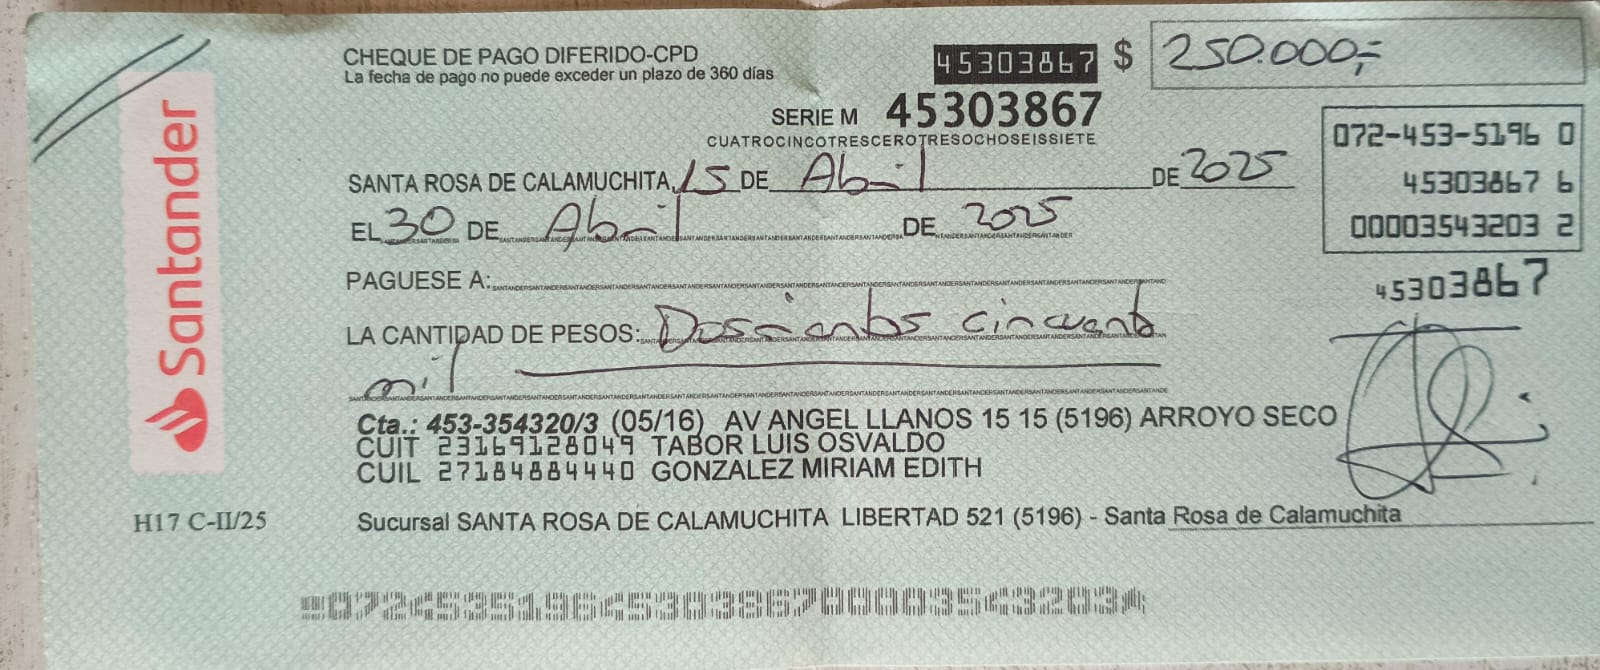 Santander
CHEQUE DE PAGO DIFERIDO-CPD
La fecha de pago no puede exceder un plazo de 360 días
45303867 $ 250.000,=
SERIE M 45303867
CUATROCINCOTRESCEROTRESOCHOSEISSIETE
072-453-5196 0
45303867 6
00003543203 2
SANTA ROSA DE CALAMUCHITA, 15 DE Abril DE 2025
EL 30 DE Abril DE 2025
45303867
PAGUESE A:
LA CANTIDAD DE PESOS: Doscientos cincuenta
mil
Cta.: 453-354320/3 (05/16) AV ANGEL LLANOS 15 15 (5196) ARROYO SECO
CUIT 23169128049 TABOR LUIS OSVALDO
CUIL 27184884440 GONZALEZ MIRIAM EDITH
H17 C-II/25
Sucursal SANTA ROSA DE CALAMUCHITA LIBERTAD 521 (5196) - Santa Rosa de Calamuchita
07245351964530386700003543203